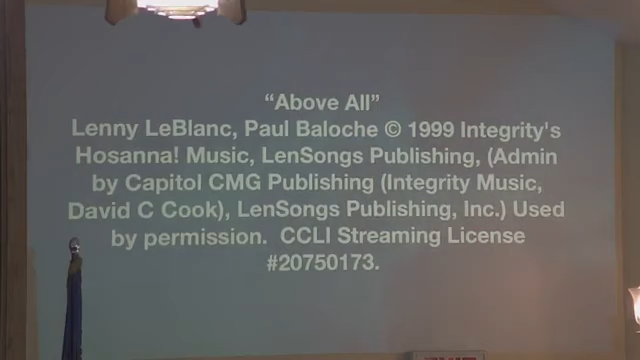 “Above All”
Lenny LeBlanc, Paul Baloche © 1999 Integrity's
Hosanna! Music, LenSongs Publishing, (Admin
by Capitol CMG Publishing (Integrity Music,
David C Cook), LenSongs Publishing, Inc.) Used
by permission.  CCLI Streaming License
#20750173.